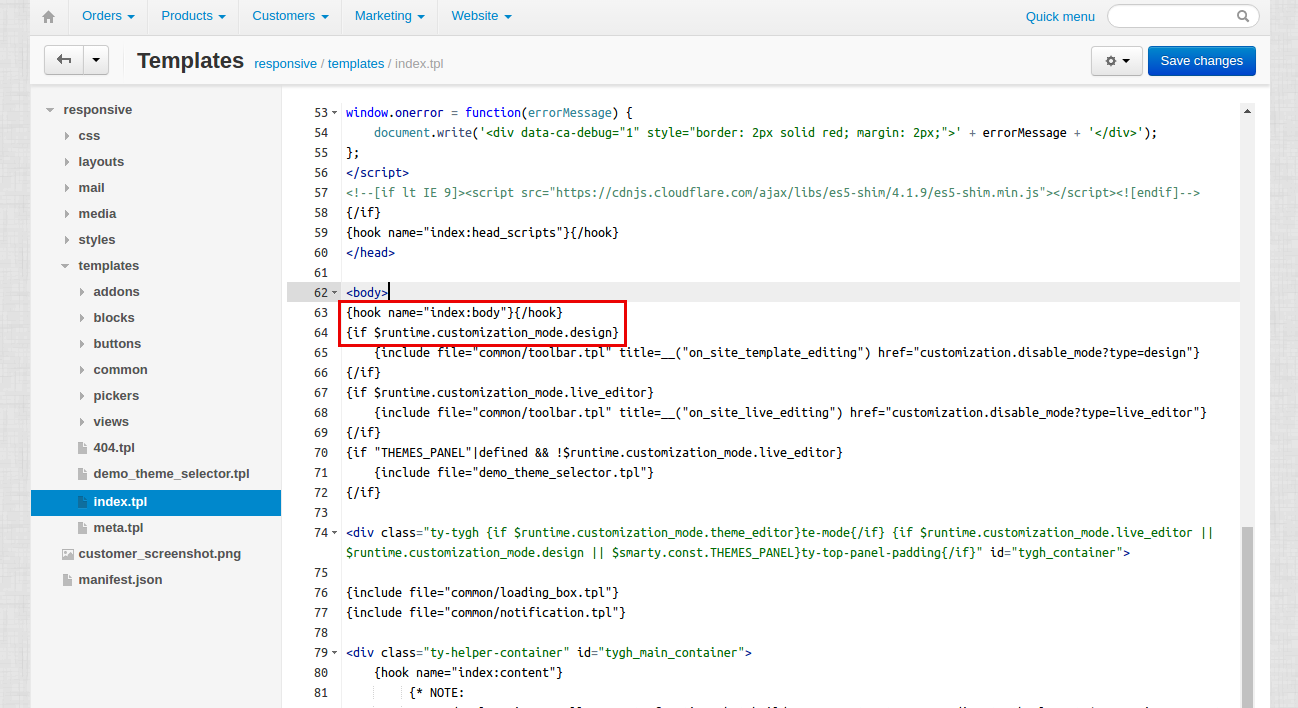 Orders Products Customers Marketing Website Quick menu
Templates responsive / templates / index.tpl Save changes
responsive
css
layouts
mail
media
styles
templates
addons
blocks
buttons
common
pickers
views
404.tpl
demo_theme_selector.tpl
index.tpl
meta.tpl
customer_screenshot.png
manifest.json
53 window.onerror = function(errorMessage) {
54 document.write('<div data-ca-debug="1" style="border: 2px solid red; margin: 2px;">' + errorMessage + '</div>');
55 };
56 </script>
57 <!--[if lt IE 9]><script src="https://cdnjs.cloudflare.com/ajax/libs/es5-shim/4.1.9/es5-shim.min.js"></script><![endif]-->
58 {/if}
59 {hook name="index:head_scripts"}{/hook}
60 </head>
61
62 <body>
63 {hook name="index:body"}{/hook}
64 {if $runtime.customization_mode.design}
65 {include file="common/toolbar.tpl" title=__("on_site_template_editing") href="customization.disable_mode?type=design"}
66 {/if}
67 {if $runtime.customization_mode.live_editor}
68 {include file="common/toolbar.tpl" title=__("on_site_live_editing") href="customization.disable_mode?type=live_editor"}
69 {/if}
70 {if "THEMES_PANEL"|defined && !$runtime.customization_mode.live_editor}
71 {include file="demo_theme_selector.tpl"}
72 {/if}
73
74 <div class="ty-tygh {if $runtime.customization_mode.theme_editor}te-mode{/if} {if $runtime.customization_mode.live_editor ||
$runtime.customization_mode.design || $smarty.const.THEMES_PANEL}ty-top-panel-padding{/if}" id="tygh_container">
75
76 {include file="common/loading_box.tpl"}
77 {include file="common/notification.tpl"}
78
79 <div class="ty-helper-container" id="tygh_main_container">
80 {hook name="index:content"}
81 {* NOTE: